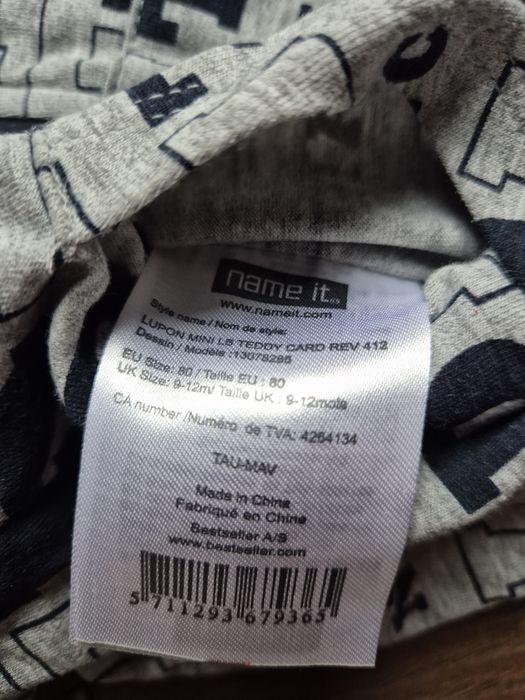 name it
www.nameit.com
Style name / Nom de style:
LUPON MINI LS TEDDY CARD REV 412
Dessin / Modele :13078285
EU Size: 80 / Taille EU : 80
UK Size: 9-12m/ Taille UK : 9-12mois
CA number /Numéro de TVA: 4264134
TAU-MAV
Made in China
Fabriqué en Chine
Bestseller A/S
www.bestseller.com
5 711293 679365